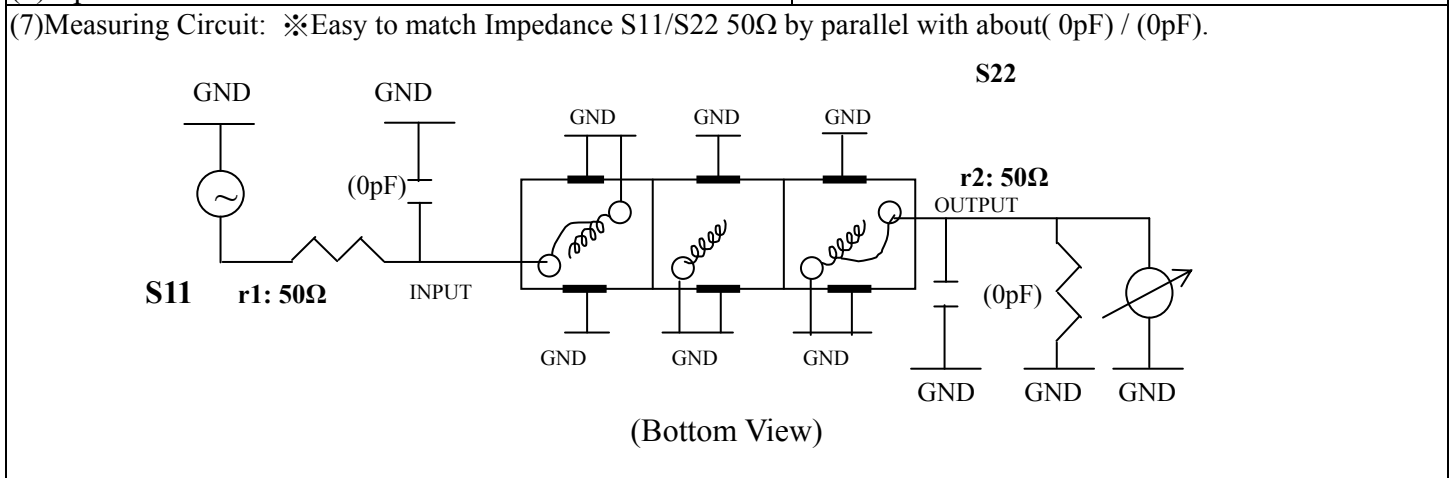 (7)Measuring Circuit: ※Easy to match Impedance S11/S22 50Ω by parallel with about( 0pF) / (0pF).
S22
GND GND
GND GND GND
(0pF)
r2: 50Ω
OUTPUT
S11 r1: 50Ω INPUT
(0pF)
GND GND GND
GND GND GND
(Bottom View)